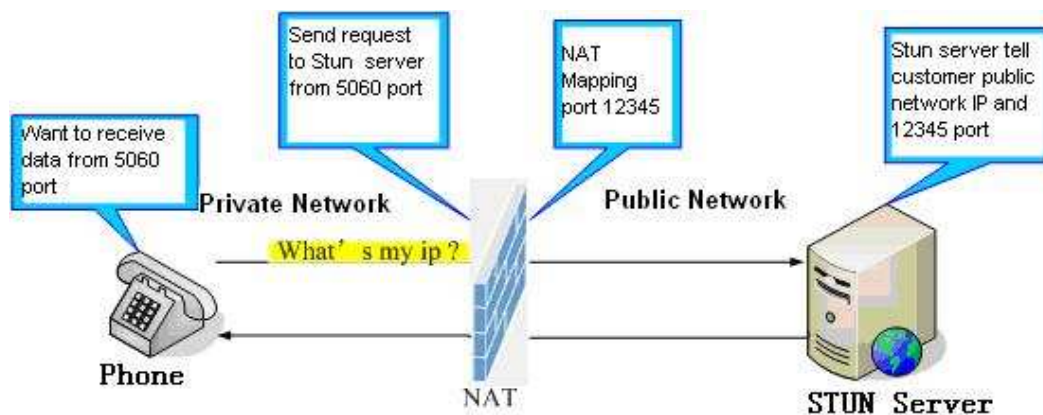 Send request
to Stun server
from 5060 port
NAT
Mapping
port 12345
Stun server tell
customer public
network IP and
12345 port
Want to receive
data from 5060
port
Private Network
Public Network
What's my ip ?
Phone
NAT
STUN Server